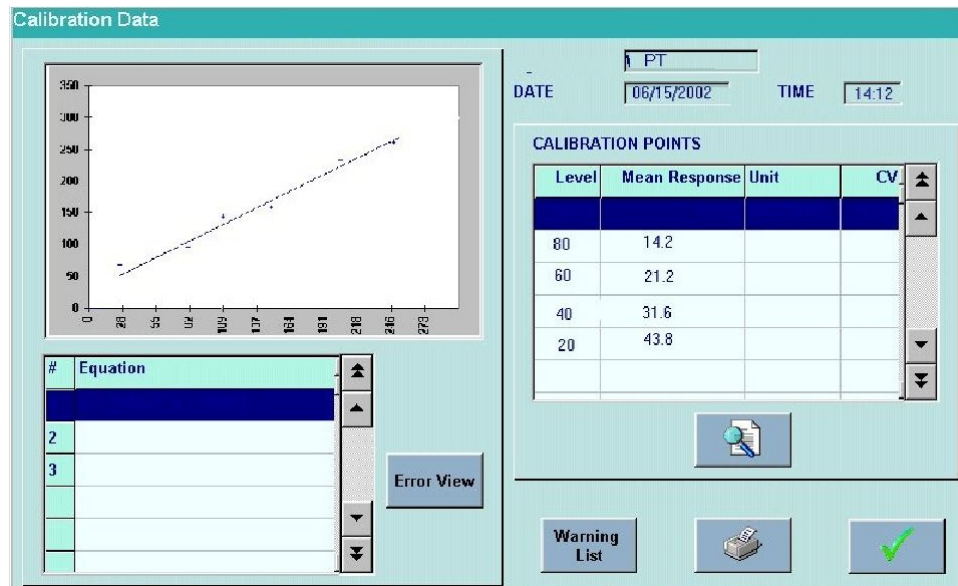 Calibration Data
PT
DATE 06/15/2002 TIME 14:12
350
300
250
200
150
100
50
0
0 28 55 109 137 191 218 273
CALIBRATION POINTS
Level Mean Response Unit CV
80 14.2
60 21.2
40 31.6
20 43.8
# Equation
2
3
Error View
Warning
List